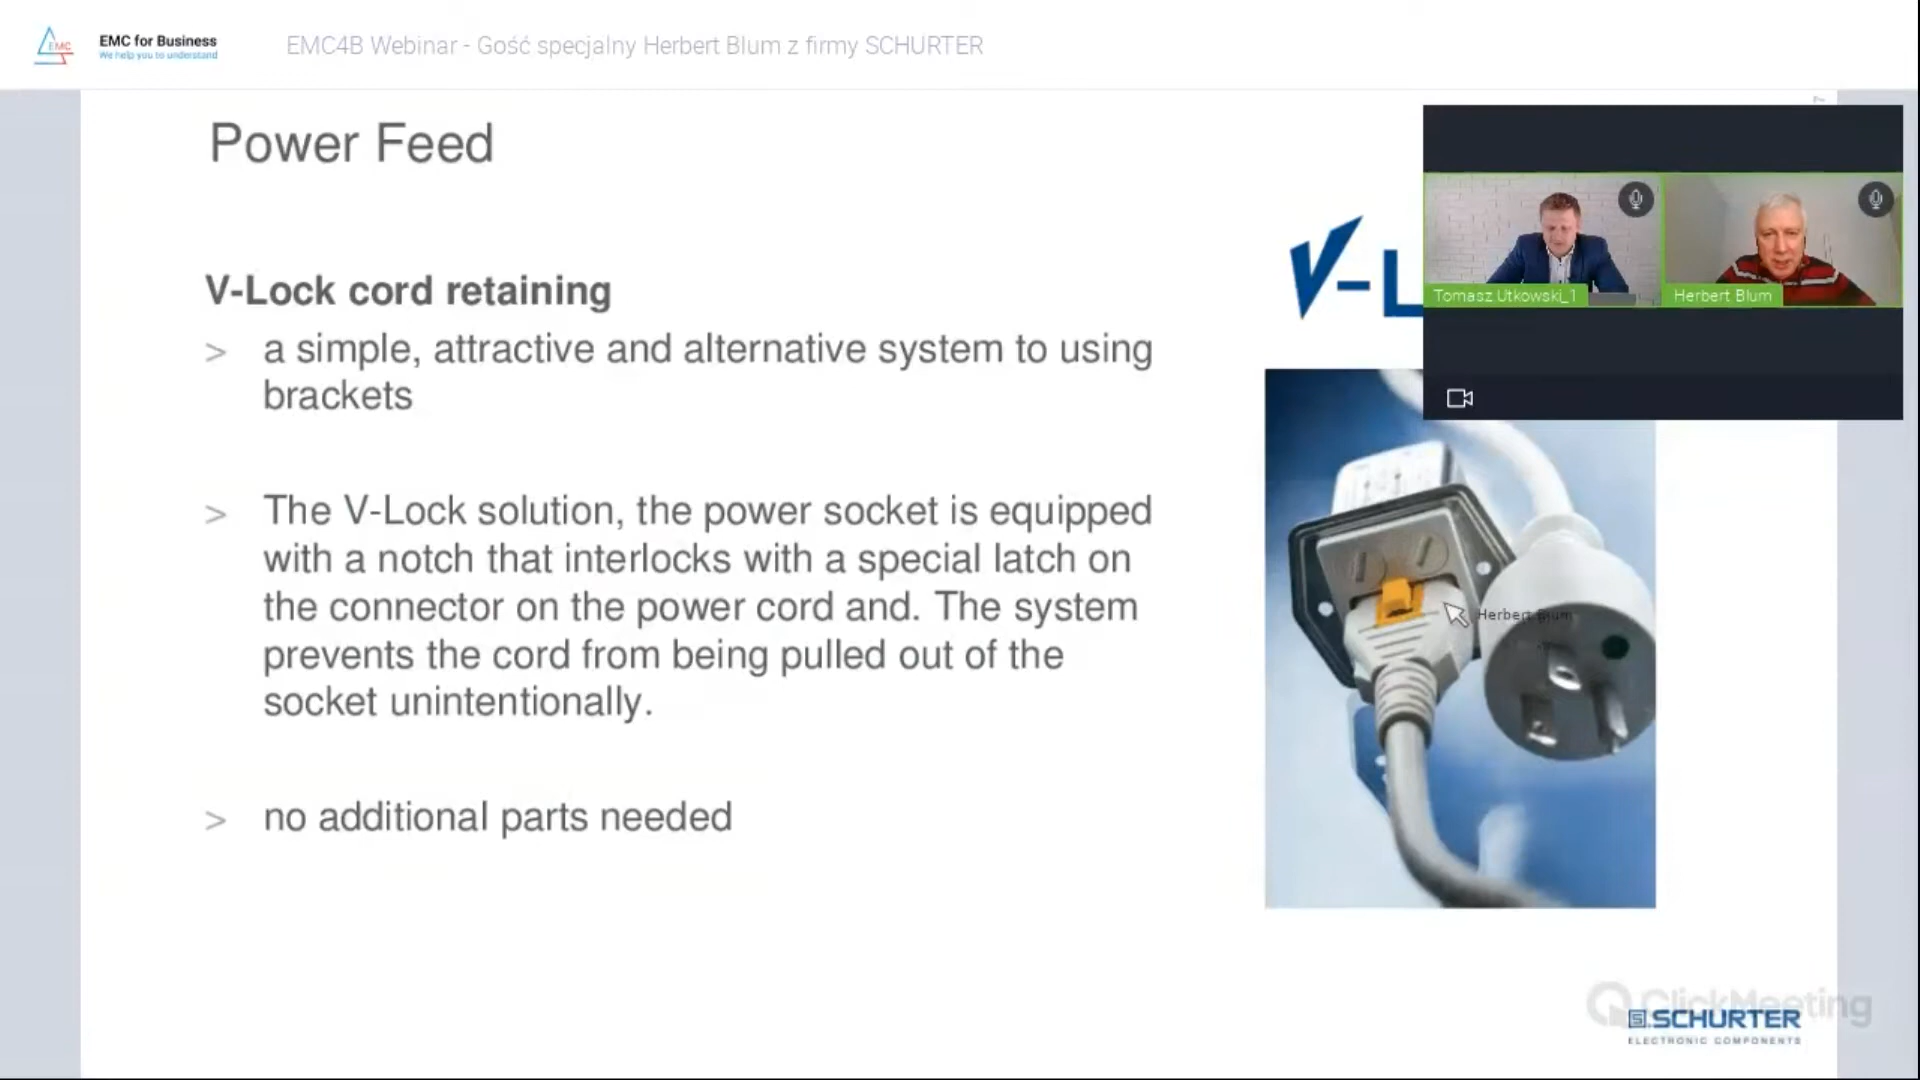 EMC
EMC for Business
We help you to understand
EMC4B Webinar - Gość specjalny Herbert Blum z firmy SCHURTER
Power Feed
V-L
Tomasz Utkowski_1
Herbert Blum
V-Lock cord retaining
> a simple, attractive and alternative system to using
brackets
> The V-Lock solution, the power socket is equipped
with a notch that interlocks with a special latch on
the connector on the power cord and. The system
prevents the cord from being pulled out of the
socket unintentionally.
> no additional parts needed
Herbert Blum
ClickMeeting
SCHURTER
ELECTRONIC COMPONENTS